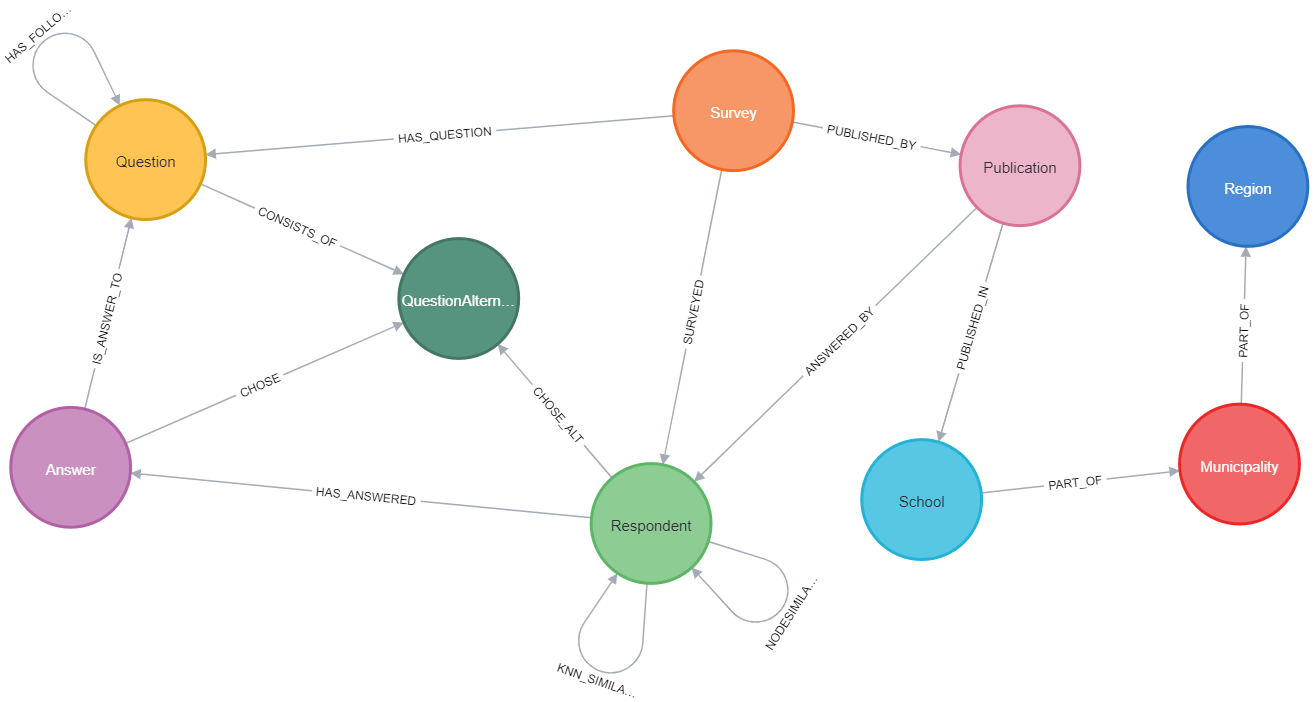 HAS_FOLLO...
Survey
PUBLISHED_BY
HAS_QUESTION
Question
Publication
Region
CONSISTS_OF
QuestionAltern...
IS_ANSWER_TO
SURVEYED
ANSWERED_BY
PUBLISHED_IN
PART_OF
CHOSE
CHOSE_ALT
Answer
Municipality
HAS_ANSWERED
PART_OF
School
Respondent
NODESIMILA...
KNN_SIMILA...